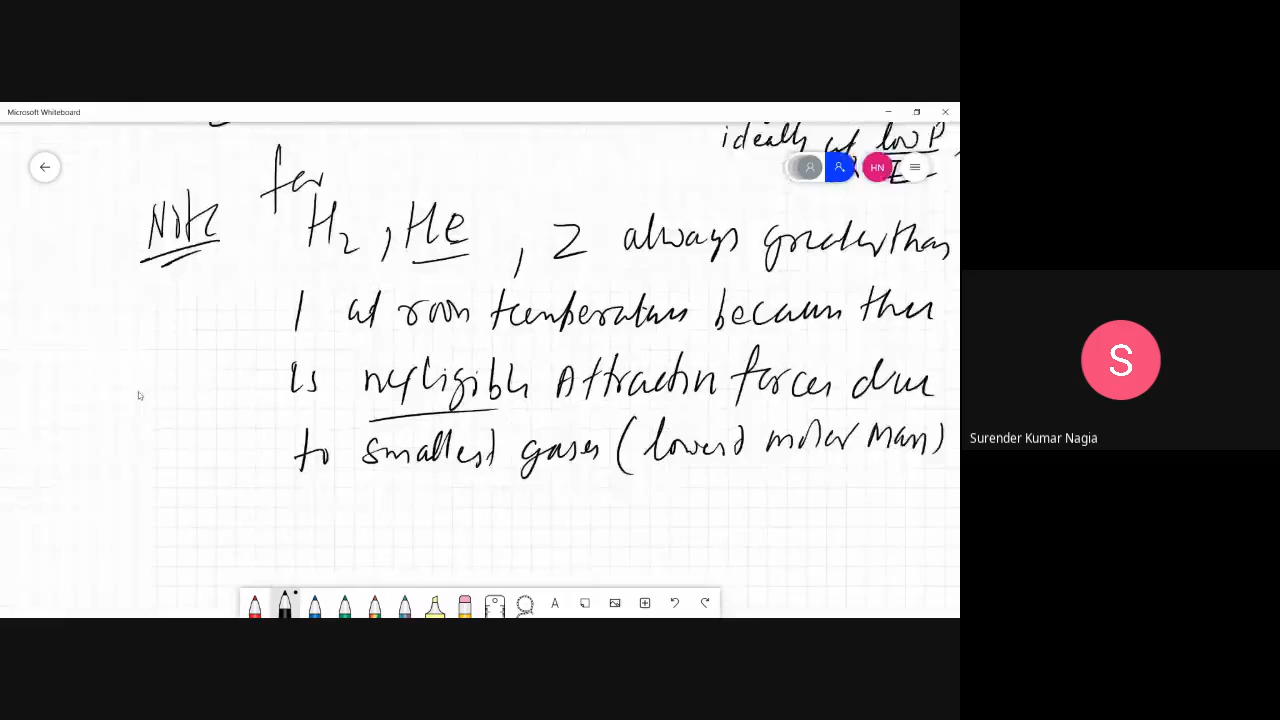 Microsoft Whiteboard
ideally at low P
HN
for
Note H₂, He, Z always greater than
1 at room temperature because there
is negligible Attraction forces due
to smallest gases (lowest molar Mass)
A
S
Surender Kumar Nagia